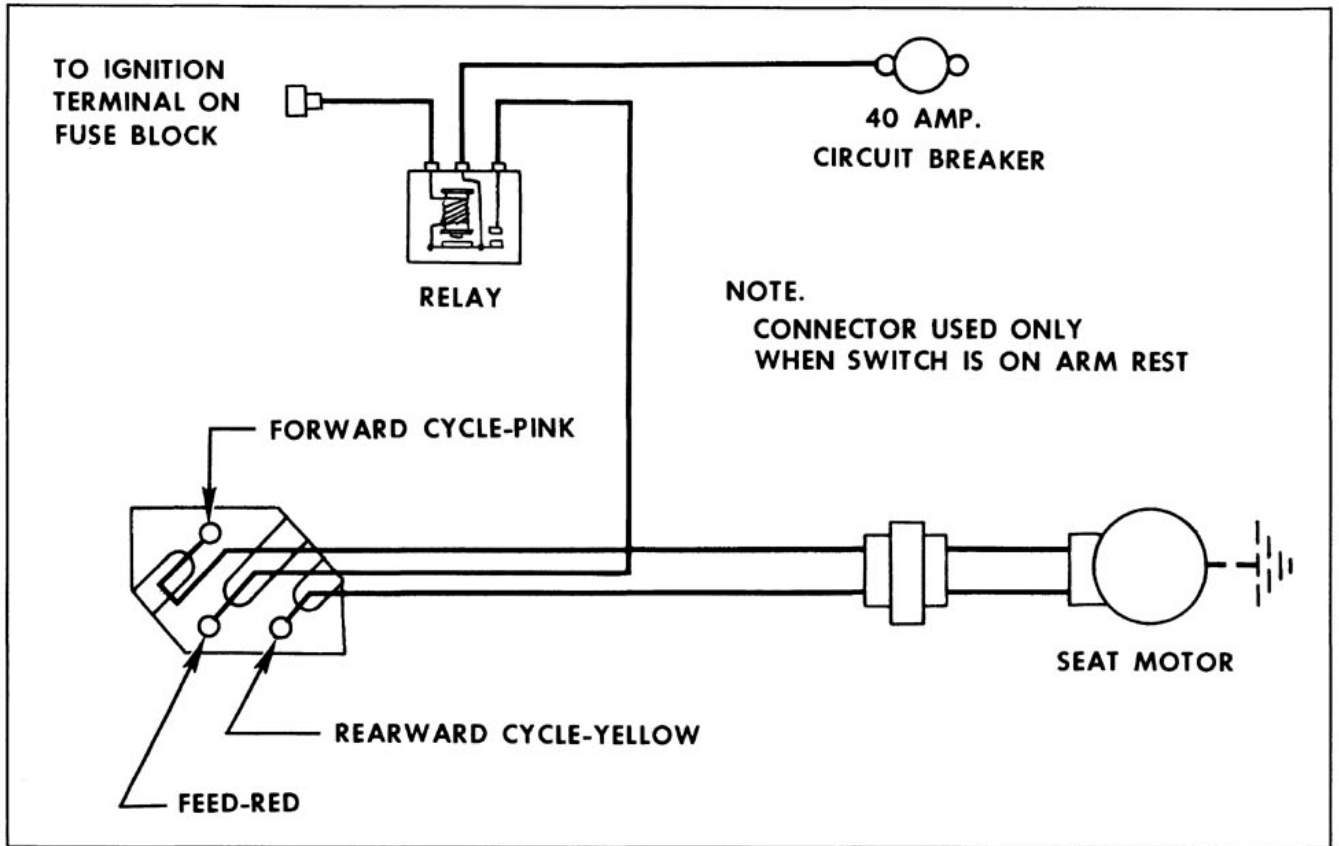 TO IGNITION
TERMINAL ON
FUSE BLOCK
40 AMP.
CIRCUIT BREAKER
RELAY
NOTE.
CONNECTOR USED ONLY
WHEN SWITCH IS ON ARM REST
FORWARD CYCLE-PINK
SEAT MOTOR
REARWARD CYCLE-YELLOW
FEED-RED